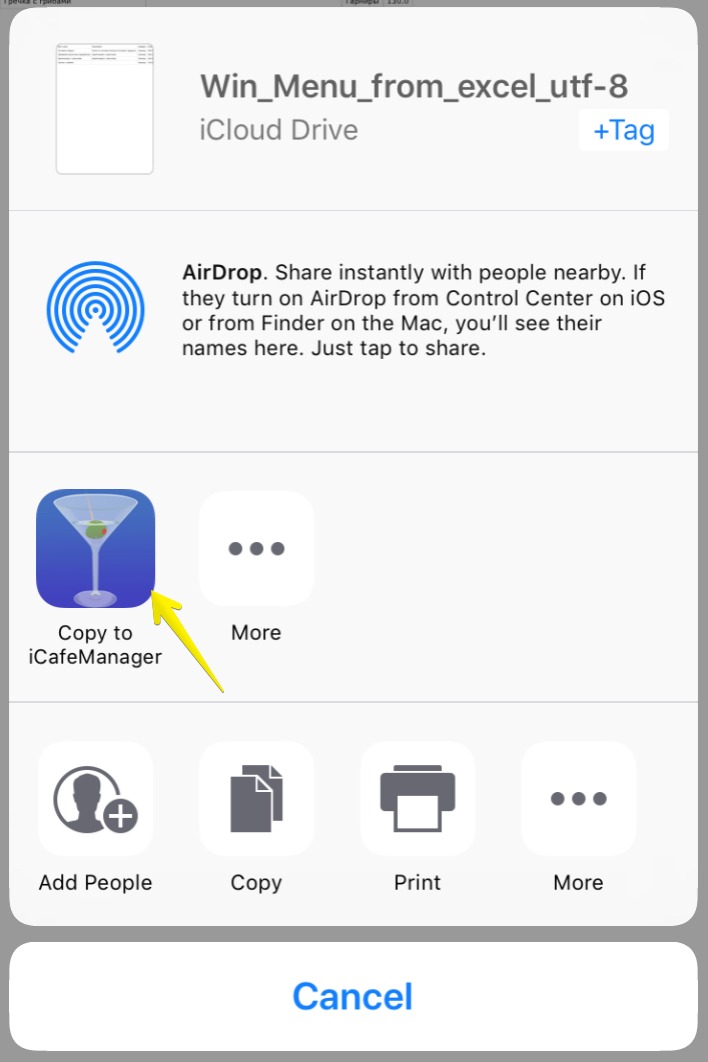 Гречка с грибами
Гарниры 130.0
Win_Menu_from_excel_utf-8
iCloud Drive
+Tag
AirDrop. Share instantly with people nearby. If
they turn on AirDrop from Control Center on iOS
or from Finder on the Mac, you’ll see their
names here. Just tap to share.
Copy to
iCafeManager
More
Add People
Copy
Print
More
Cancel